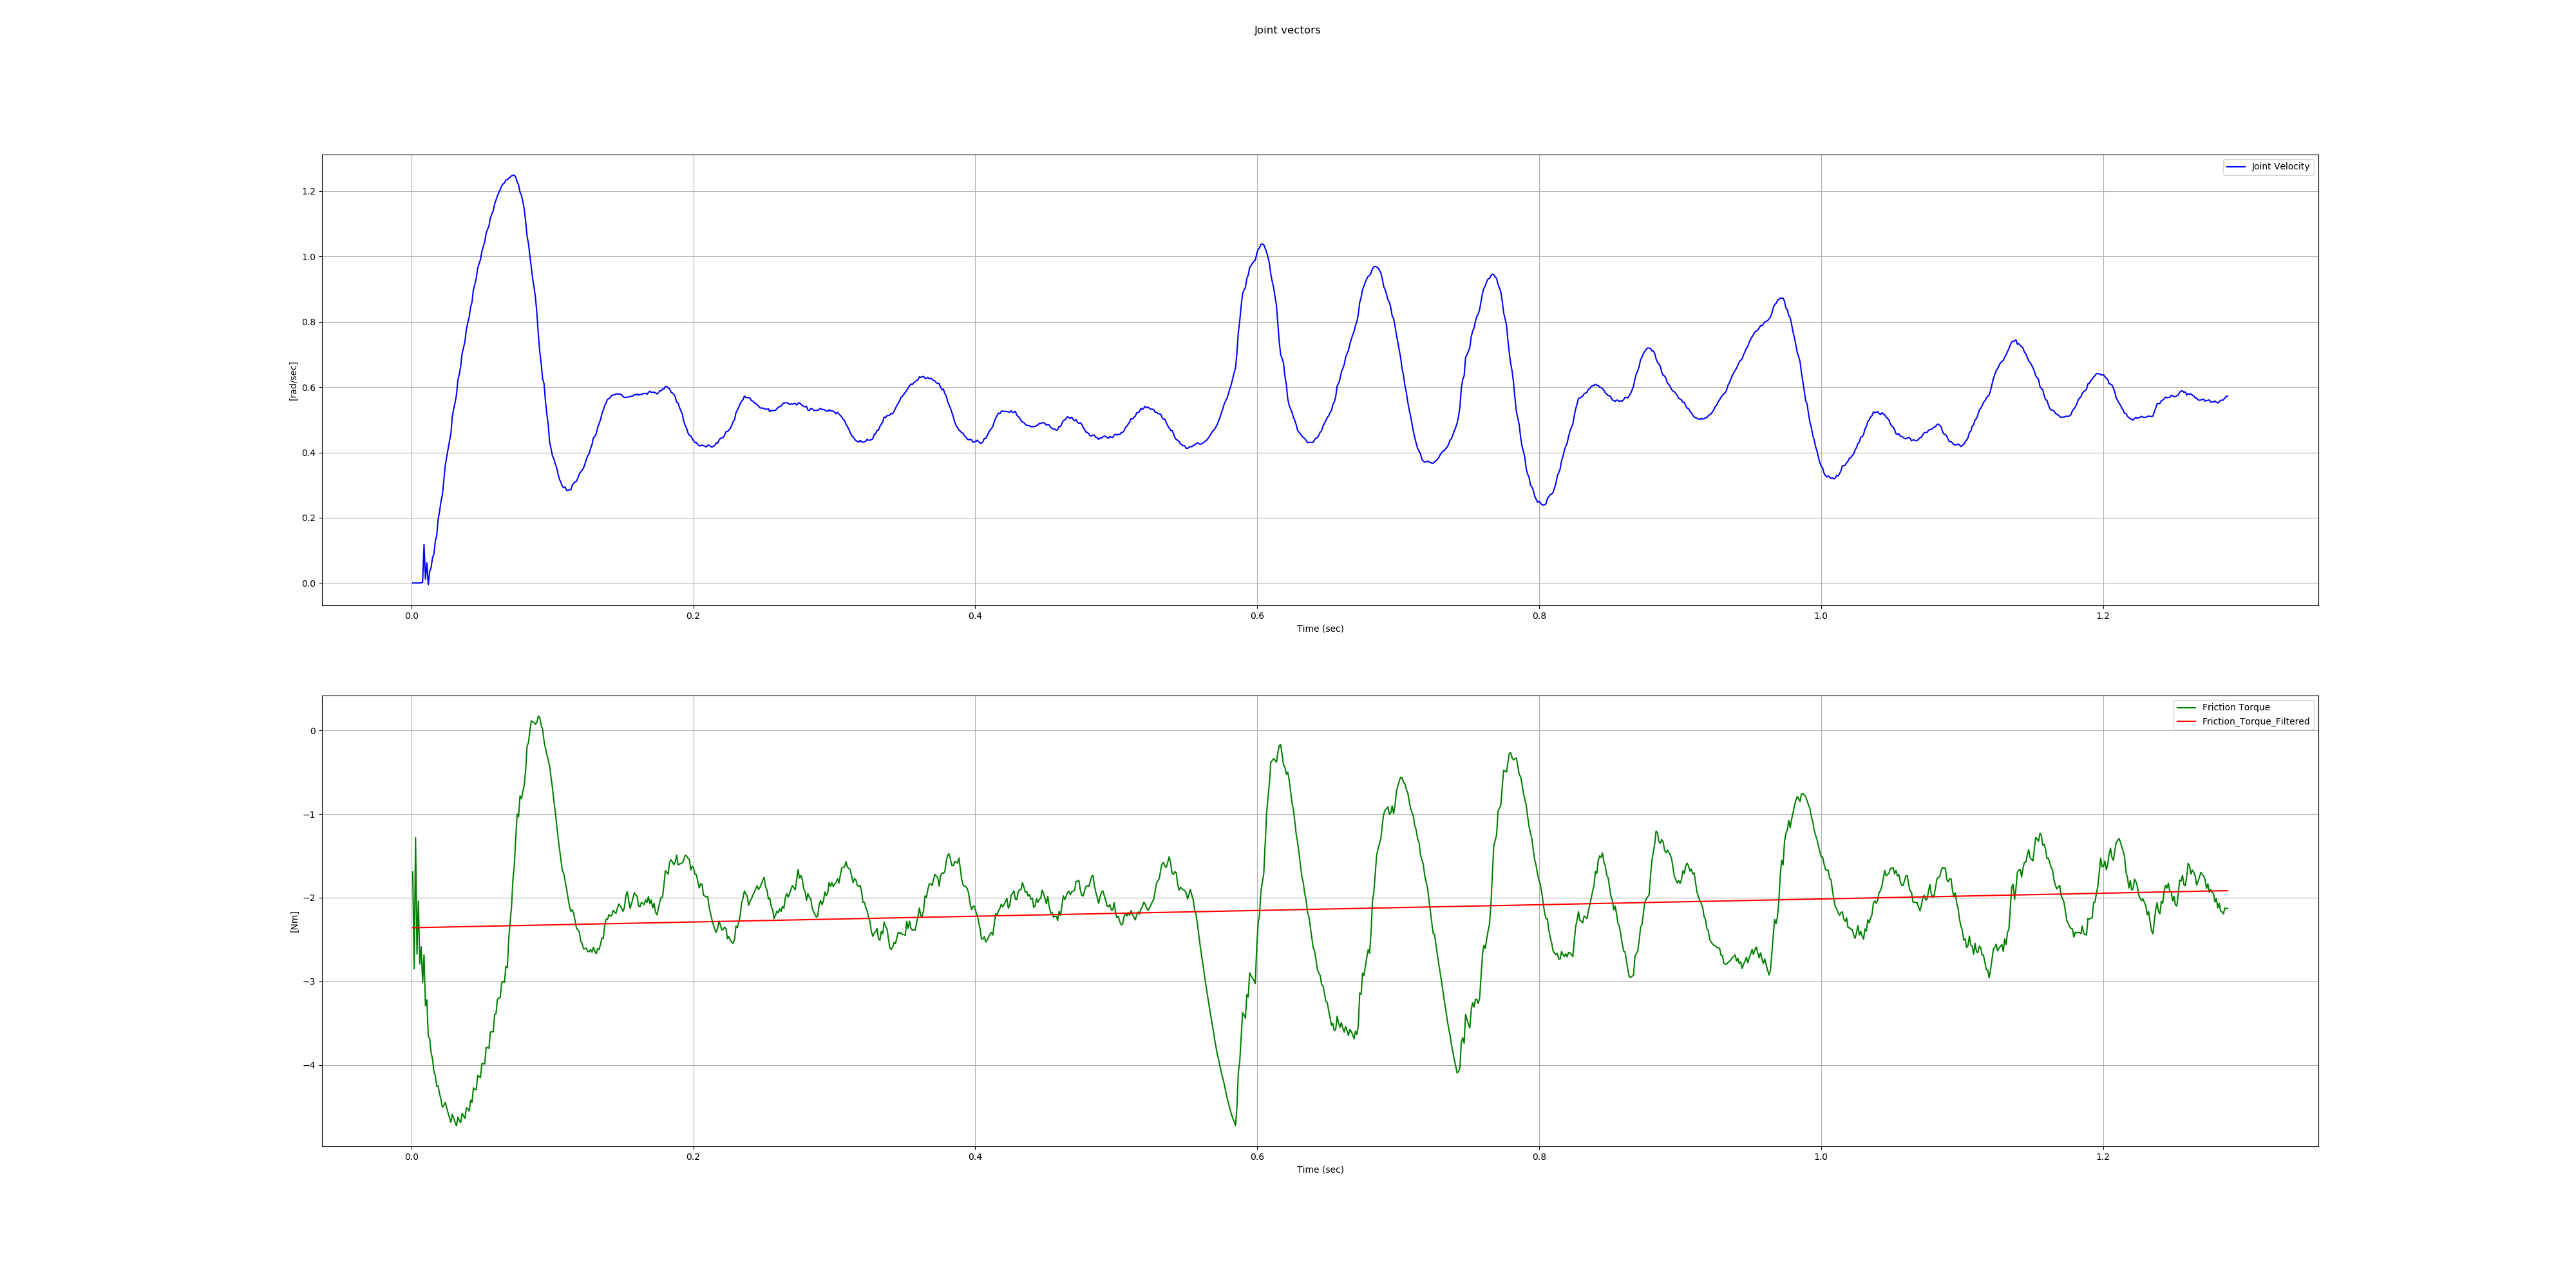 Joint vectors
Joint Velocity
1.2
1.0
0.8
0.6
0.4
0.2
0.0
[rad/sec]
0.0 0.2 0.4 0.6 0.8 1.0 1.2
Time (sec)
Friction Torque
Friction_Torque_Filtered
0
−1
−2
−3
−4
[Nm]
0.0 0.2 0.4 0.6 0.8 1.0 1.2
Time (sec)